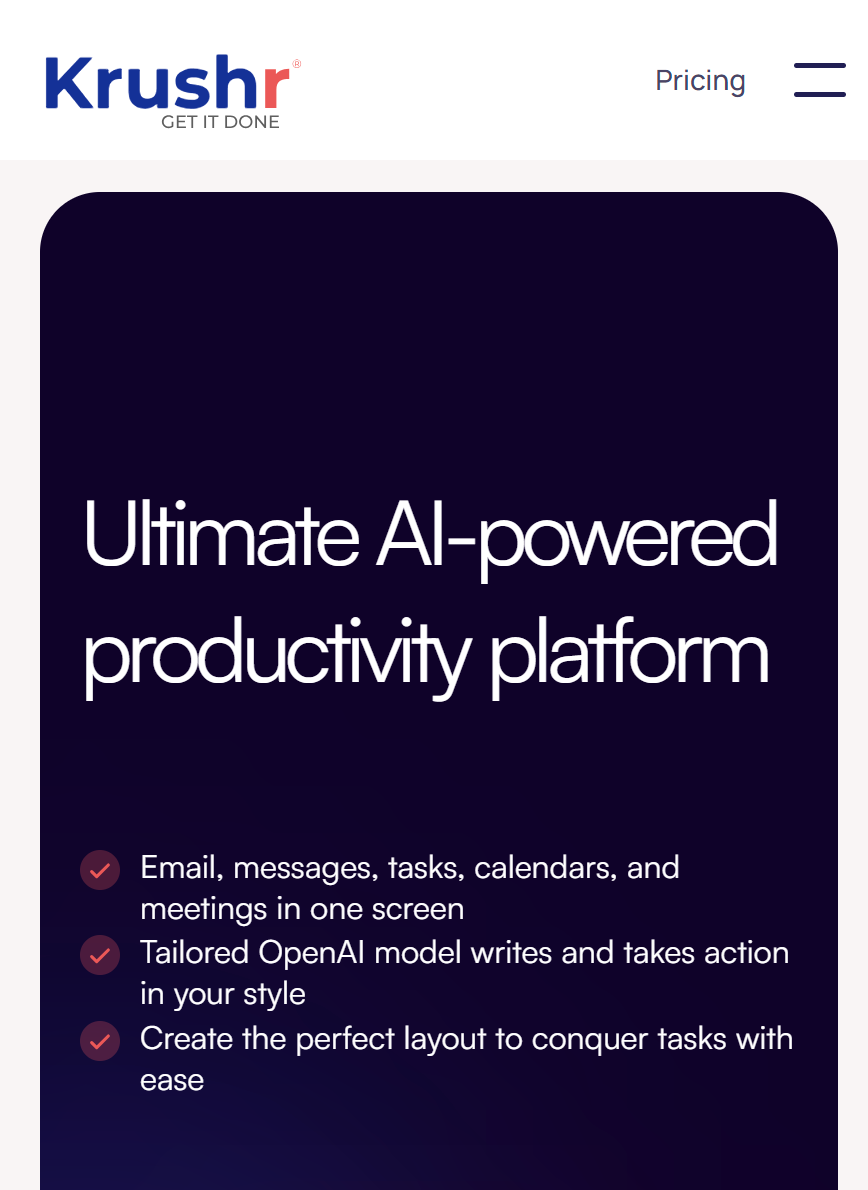 Krushr®
GET IT DONE
Pricing
Ultimate AI-powered
productivity platform
Email, messages, tasks, calendars, and
meetings in one screen
Tailored OpenAI model writes and takes action
in your style
Create the perfect layout to conquer tasks with
ease